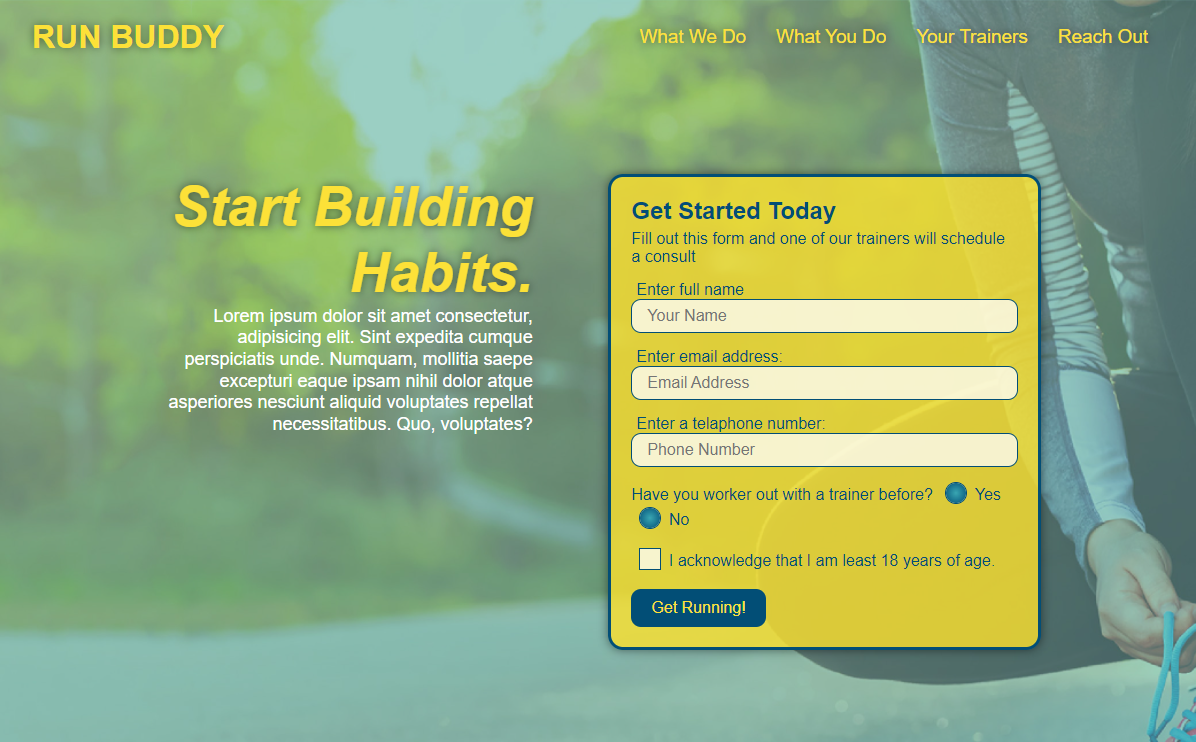 RUN BUDDY
What We Do
What You Do
Your Trainers
Reach Out
Start Building
Habits.
Lorem ipsum dolor sit amet consectetur,
adipisicing elit. Sint expedita cumque
perspiciatis unde. Numquam, mollitia saepe
excepturi eaque ipsam nihil dolor atque
asperiores nesciunt aliquid voluptates repellat
necessitatibus. Quo, voluptates?
Get Started Today
Fill out this form and one of our trainers will schedule
a consult
Enter full name
Your Name
Enter email address:
Email Address
Enter a telaphone number:
Phone Number
Have you worker out with a trainer before? Yes
No
I acknowledge that I am least 18 years of age.
Get Running!